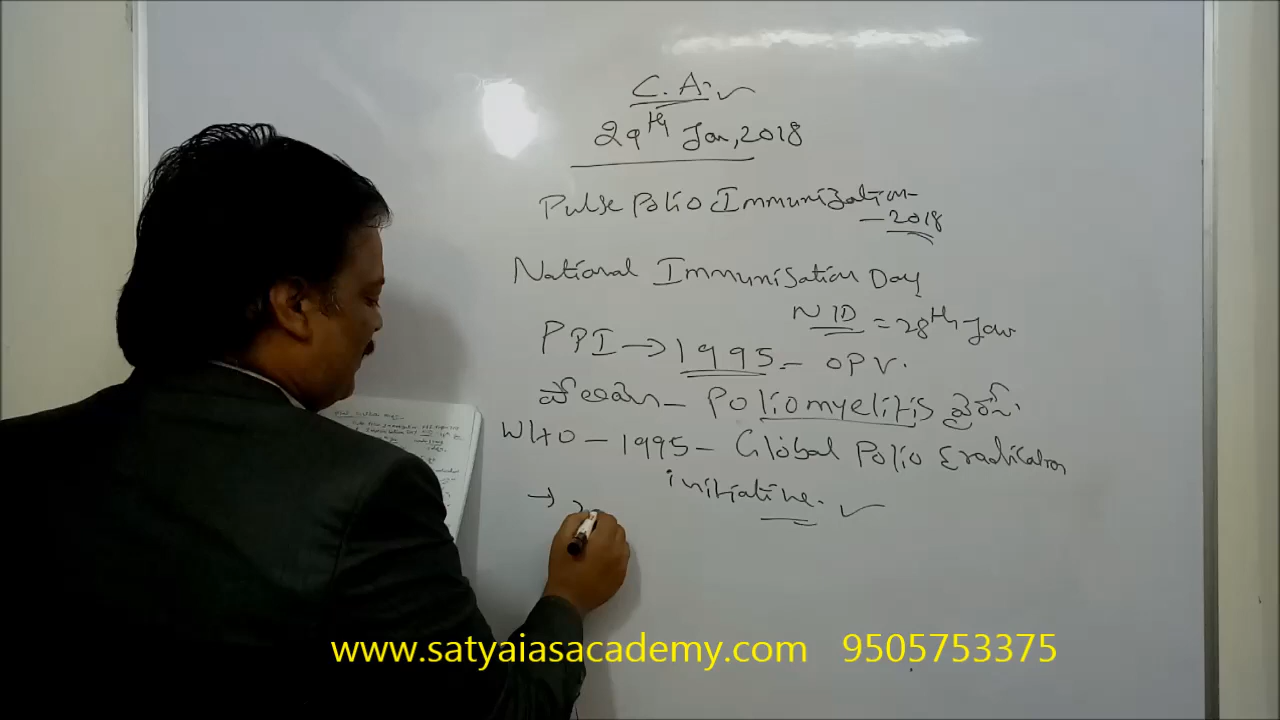 C.A.
29th Jan, 2018
Pulse Polio Immunization
- 2018
National Immunisation Day
NID = 28th Jan
PPI → 1995 - OPV.
పోలియో - Poliomyelitis వైరస్.
WHO - 1995 - Global Polio Eradication
initiative.
→
www.satyaiasacademy.com 9505753375